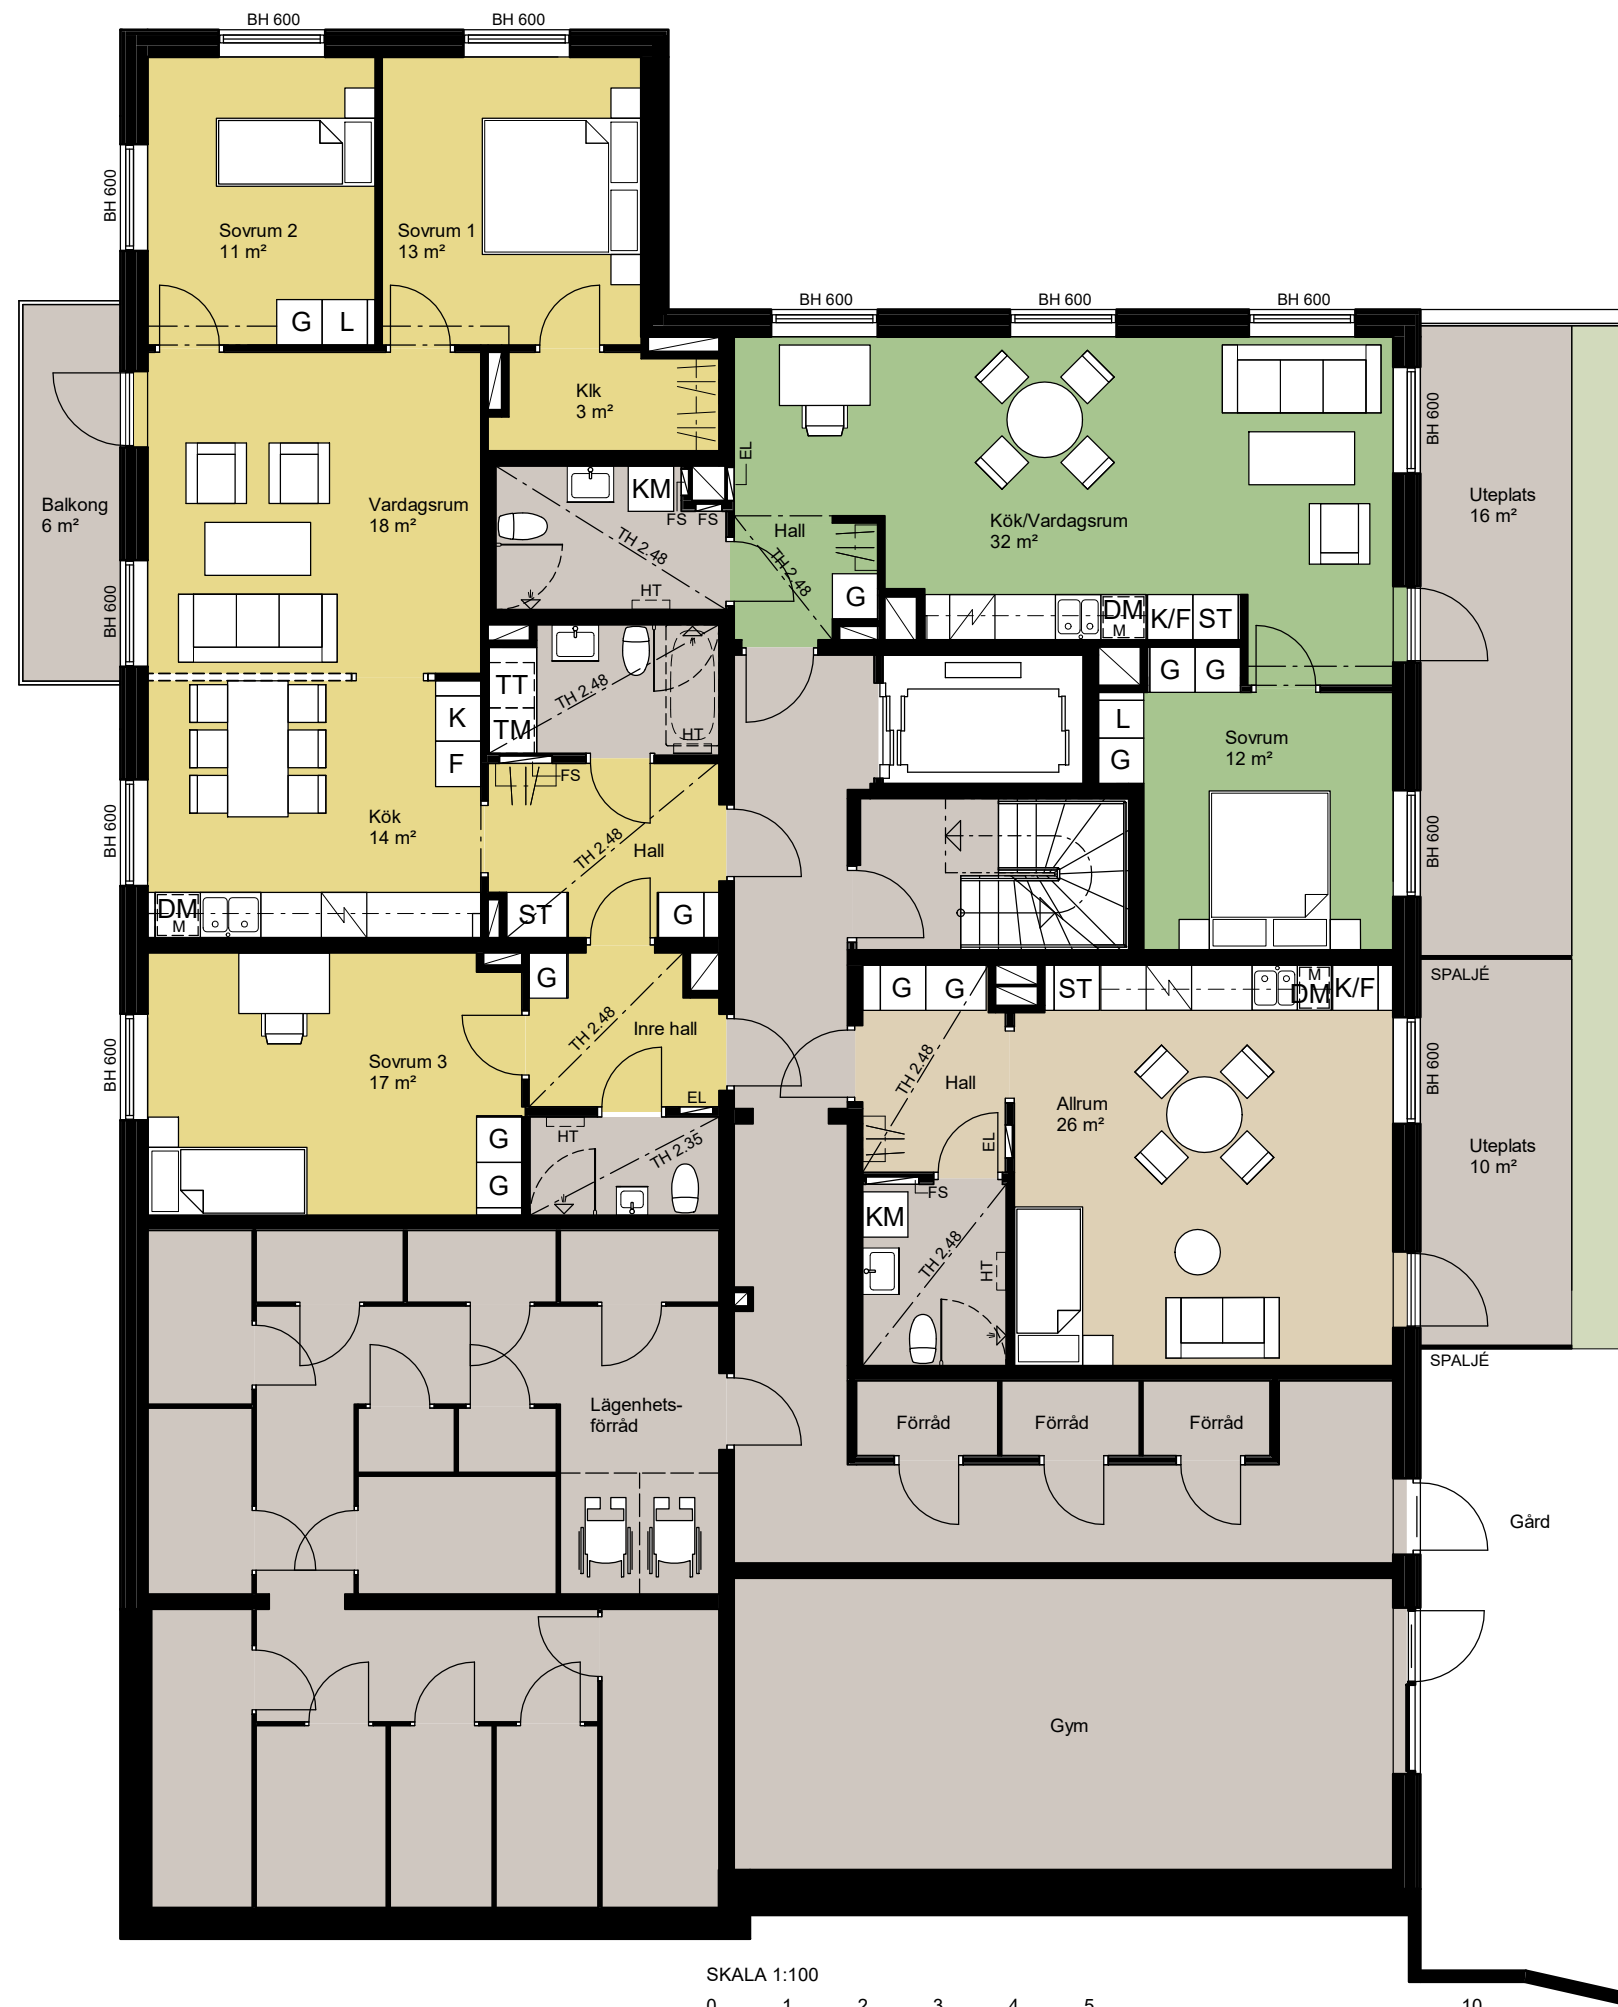 BH 600
BH 600
BH 600
Sovrum 2
11 m²
Sovrum 1
13 m²
G
L
BH 600
BH 600
BH 600
Klk
3 m²
BH 600
EL
Balkong
6 m²
Vardagsrum
18 m²
KM
FS
FS
TH 2.48
HT
Hall
TH 2.48
G
Kök/Vardagsrum
32 m²
Uteplats
16 m²
BH 600
DM
M
K/F
ST
G
G
TT
TM
TH 2.48
HT
K
F
FS
L
G
Sovrum
12 m²
BH 600
Kök
14 m²
TH 2.48
Hall
BH 600
DM
M
ST
G
G
G
G
ST
M
DM
K/F
SPALJÉ
BH 600
Sovrum 3
17 m²
TH 2.48
Inre hall
EL
TH 2.48
Hall
EL
Allrum
26 m²
BH 600
Uteplats
10 m²
G
G
HT
TH 2.35
FS
KM
TH 2.48
HT
SPALJÉ
Lägenhets-
förråd
Förråd
Förråd
Förråd
Gård
Gym
SKALA 1:100
0 1 2 3 4 5 10